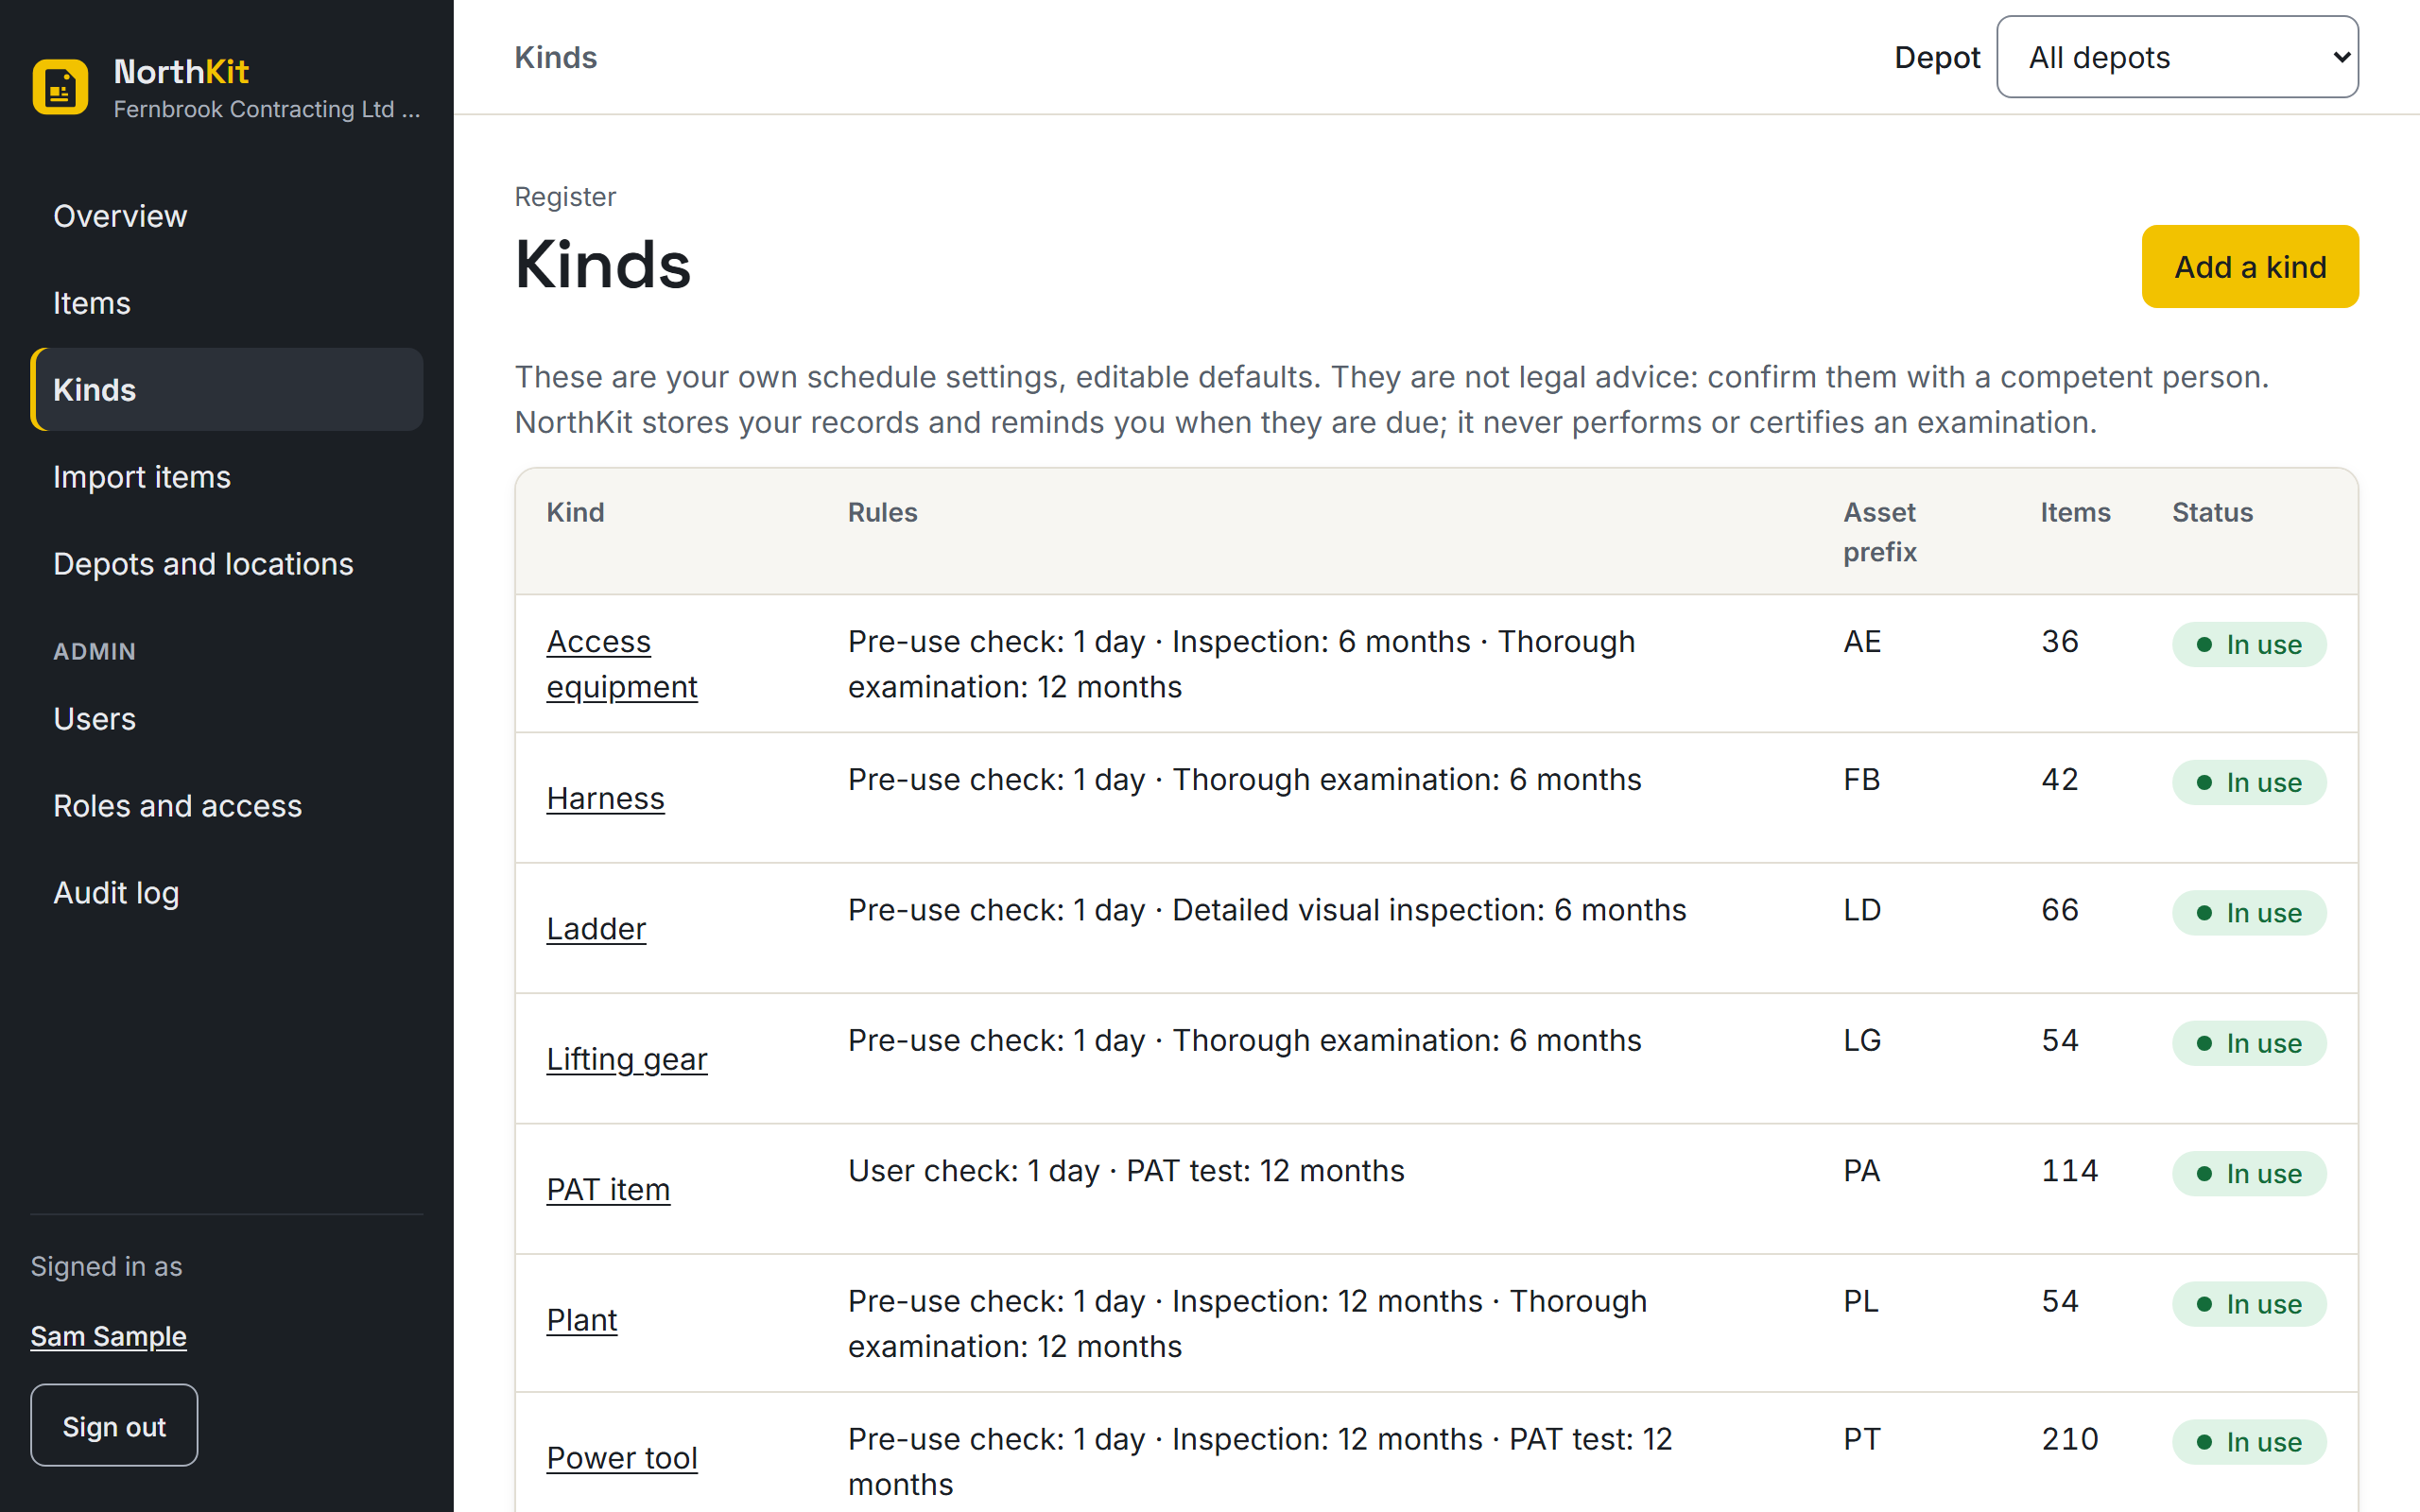 NorthKit
Fernbrook Contracting Ltd ...
Overview
Items
Kinds
Import items
Depots and locations
ADMIN
Users
Roles and access
Audit log
Signed in as
Sam Sample
Sign out
Kinds
Depot
All depots
Register
Kinds
Add a kind
These are your own schedule settings, editable defaults. They are not legal advice: confirm them with a competent person.
NorthKit stores your records and reminds you when they are due; it never performs or certifies an examination.
Kind Rules Asset prefix Items Status
Access equipment Pre-use check: 1 day · Inspection: 6 months · Thorough examination: 12 months AE 36 In use
Harness Pre-use check: 1 day · Thorough examination: 6 months FB 42 In use
Ladder Pre-use check: 1 day · Detailed visual inspection: 6 months LD 66 In use
Lifting gear Pre-use check: 1 day · Thorough examination: 6 months LG 54 In use
PAT item User check: 1 day · PAT test: 12 months PA 114 In use
Plant Pre-use check: 1 day · Inspection: 12 months · Thorough examination: 12 months PL 54 In use
Power tool Pre-use check: 1 day · Inspection: 12 months · PAT test: 12 months PT 210 In use